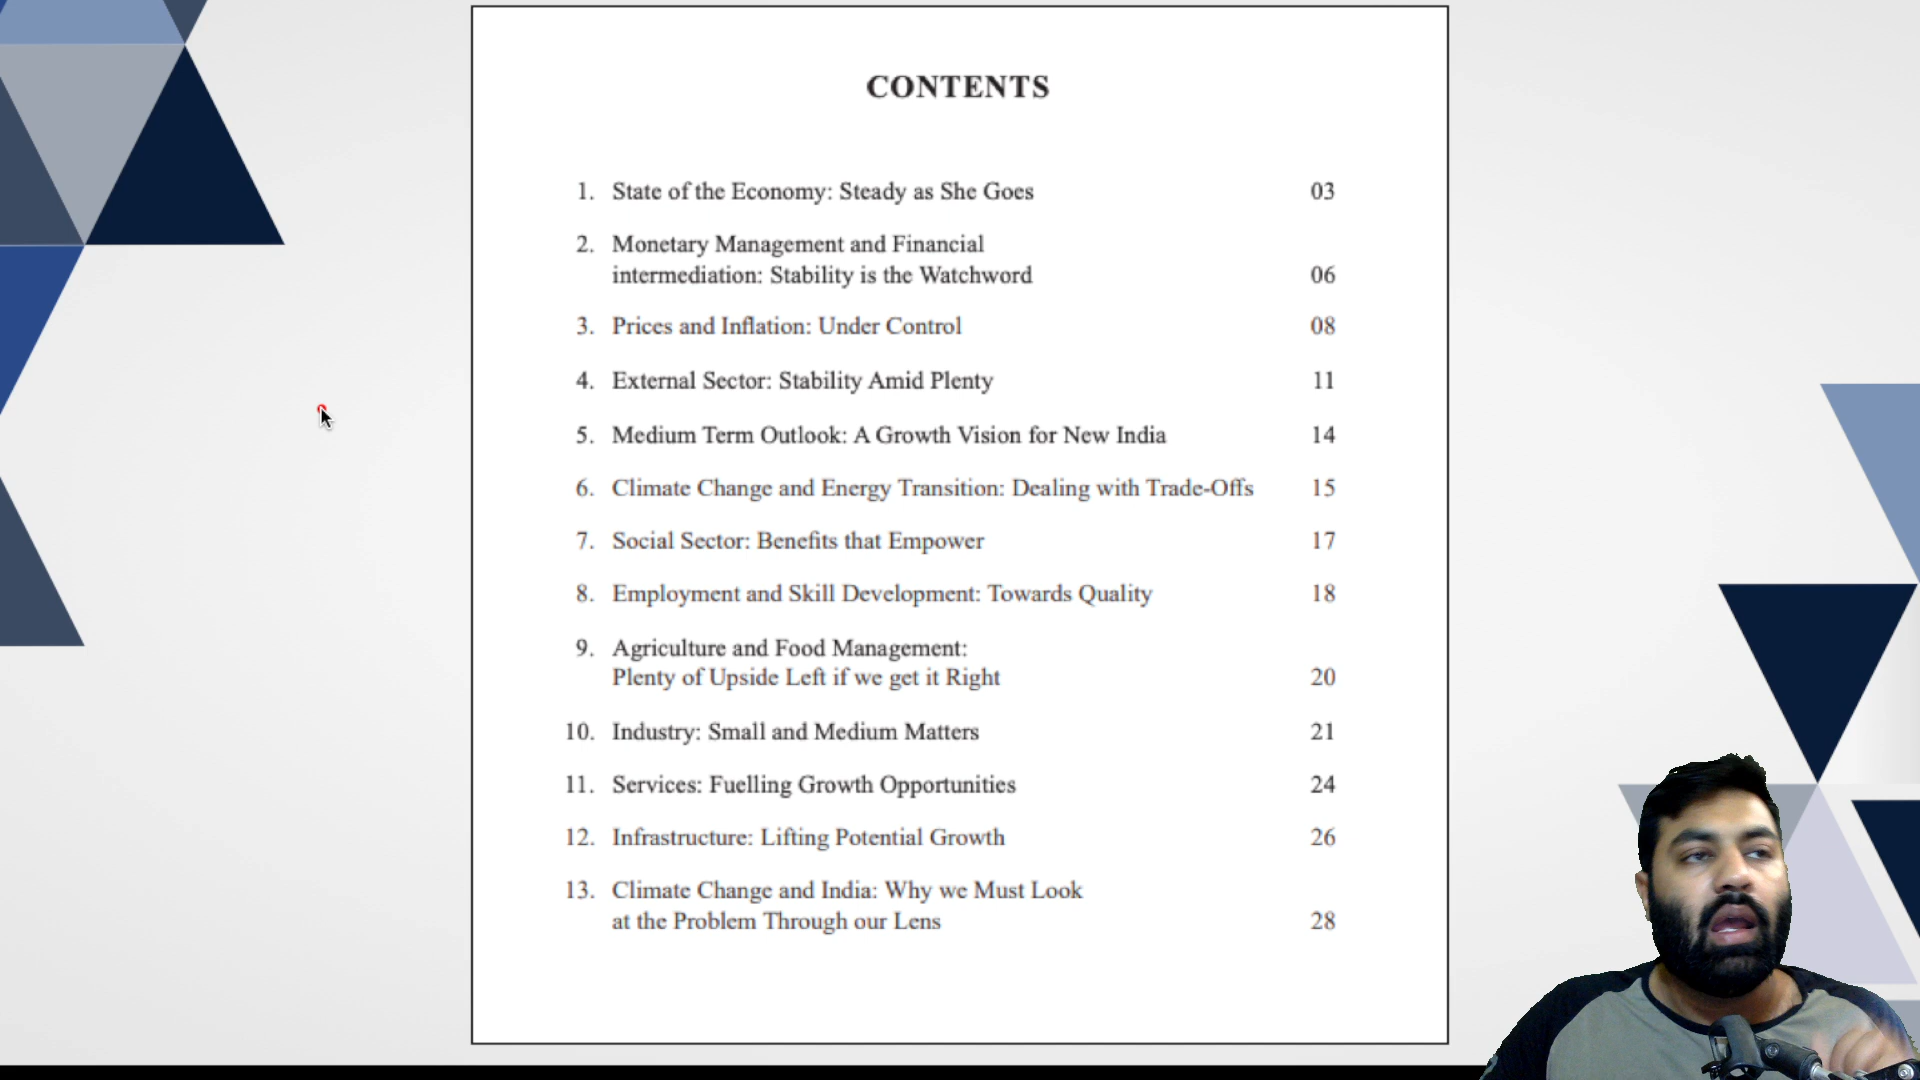 CONTENTS
1. State of the Economy: Steady as She Goes 03
2. Monetary Management and Financial
intermediation: Stability is the Watchword 06
3. Prices and Inflation: Under Control 08
4. External Sector: Stability Amid Plenty 11
5. Medium Term Outlook: A Growth Vision for New India 14
6. Climate Change and Energy Transition: Dealing with Trade-Offs 15
7. Social Sector: Benefits that Empower 17
8. Employment and Skill Development: Towards Quality 18
9. Agriculture and Food Management:
Plenty of Upside Left if we get it Right 20
10. Industry: Small and Medium Matters 21
11. Services: Fuelling Growth Opportunities 24
12. Infrastructure: Lifting Potential Growth 26
13. Climate Change and India: Why we Must Look
at the Problem Through our Lens 28